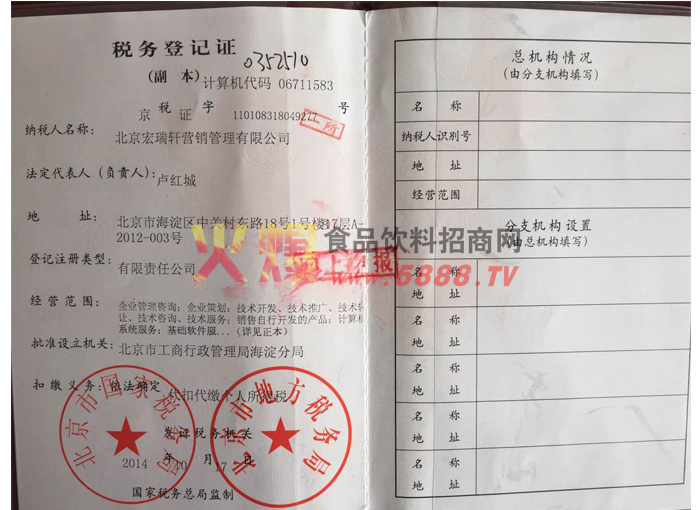 税务登记证
0352510
(副 本) 计算机代码 06711583
京 税 证 字 110108318049277 号
二所
纳税人名称: 北京宏瑞轩营销管理有限公司
法定代表人(负责人): 卢红城
地 址: 北京市海淀区中关村东路18号1号楼17层A-
2012-003号
登记注册类型: 有限责任公司
经 营 范 围: 企业管理咨询;企业策划;技术开发、技术推广、技术转
让、技术咨询、技术服务;销售自行开发的产品;计算机
系统服务;基础软件服...(详见正本)
批准设立机关: 北京市工商行政管理局海淀分局
扣 缴 义 务: 依法确定 代扣代缴个人所得税
发证税务机关
2014 年 10 月 17 日
北京市国家税务局
北京市地方税务局
国家税务总局监制
总机构情况
(由分支机构填写)
名 称
纳税人识别号
地 址
经营范围
分支机构设置
(由总机构填写)
名 称
地 址
名 称
地 址
名 称
地 址
名 称
地 址
名 称
地 址
火爆
食品饮料招商网
5888.TV
报